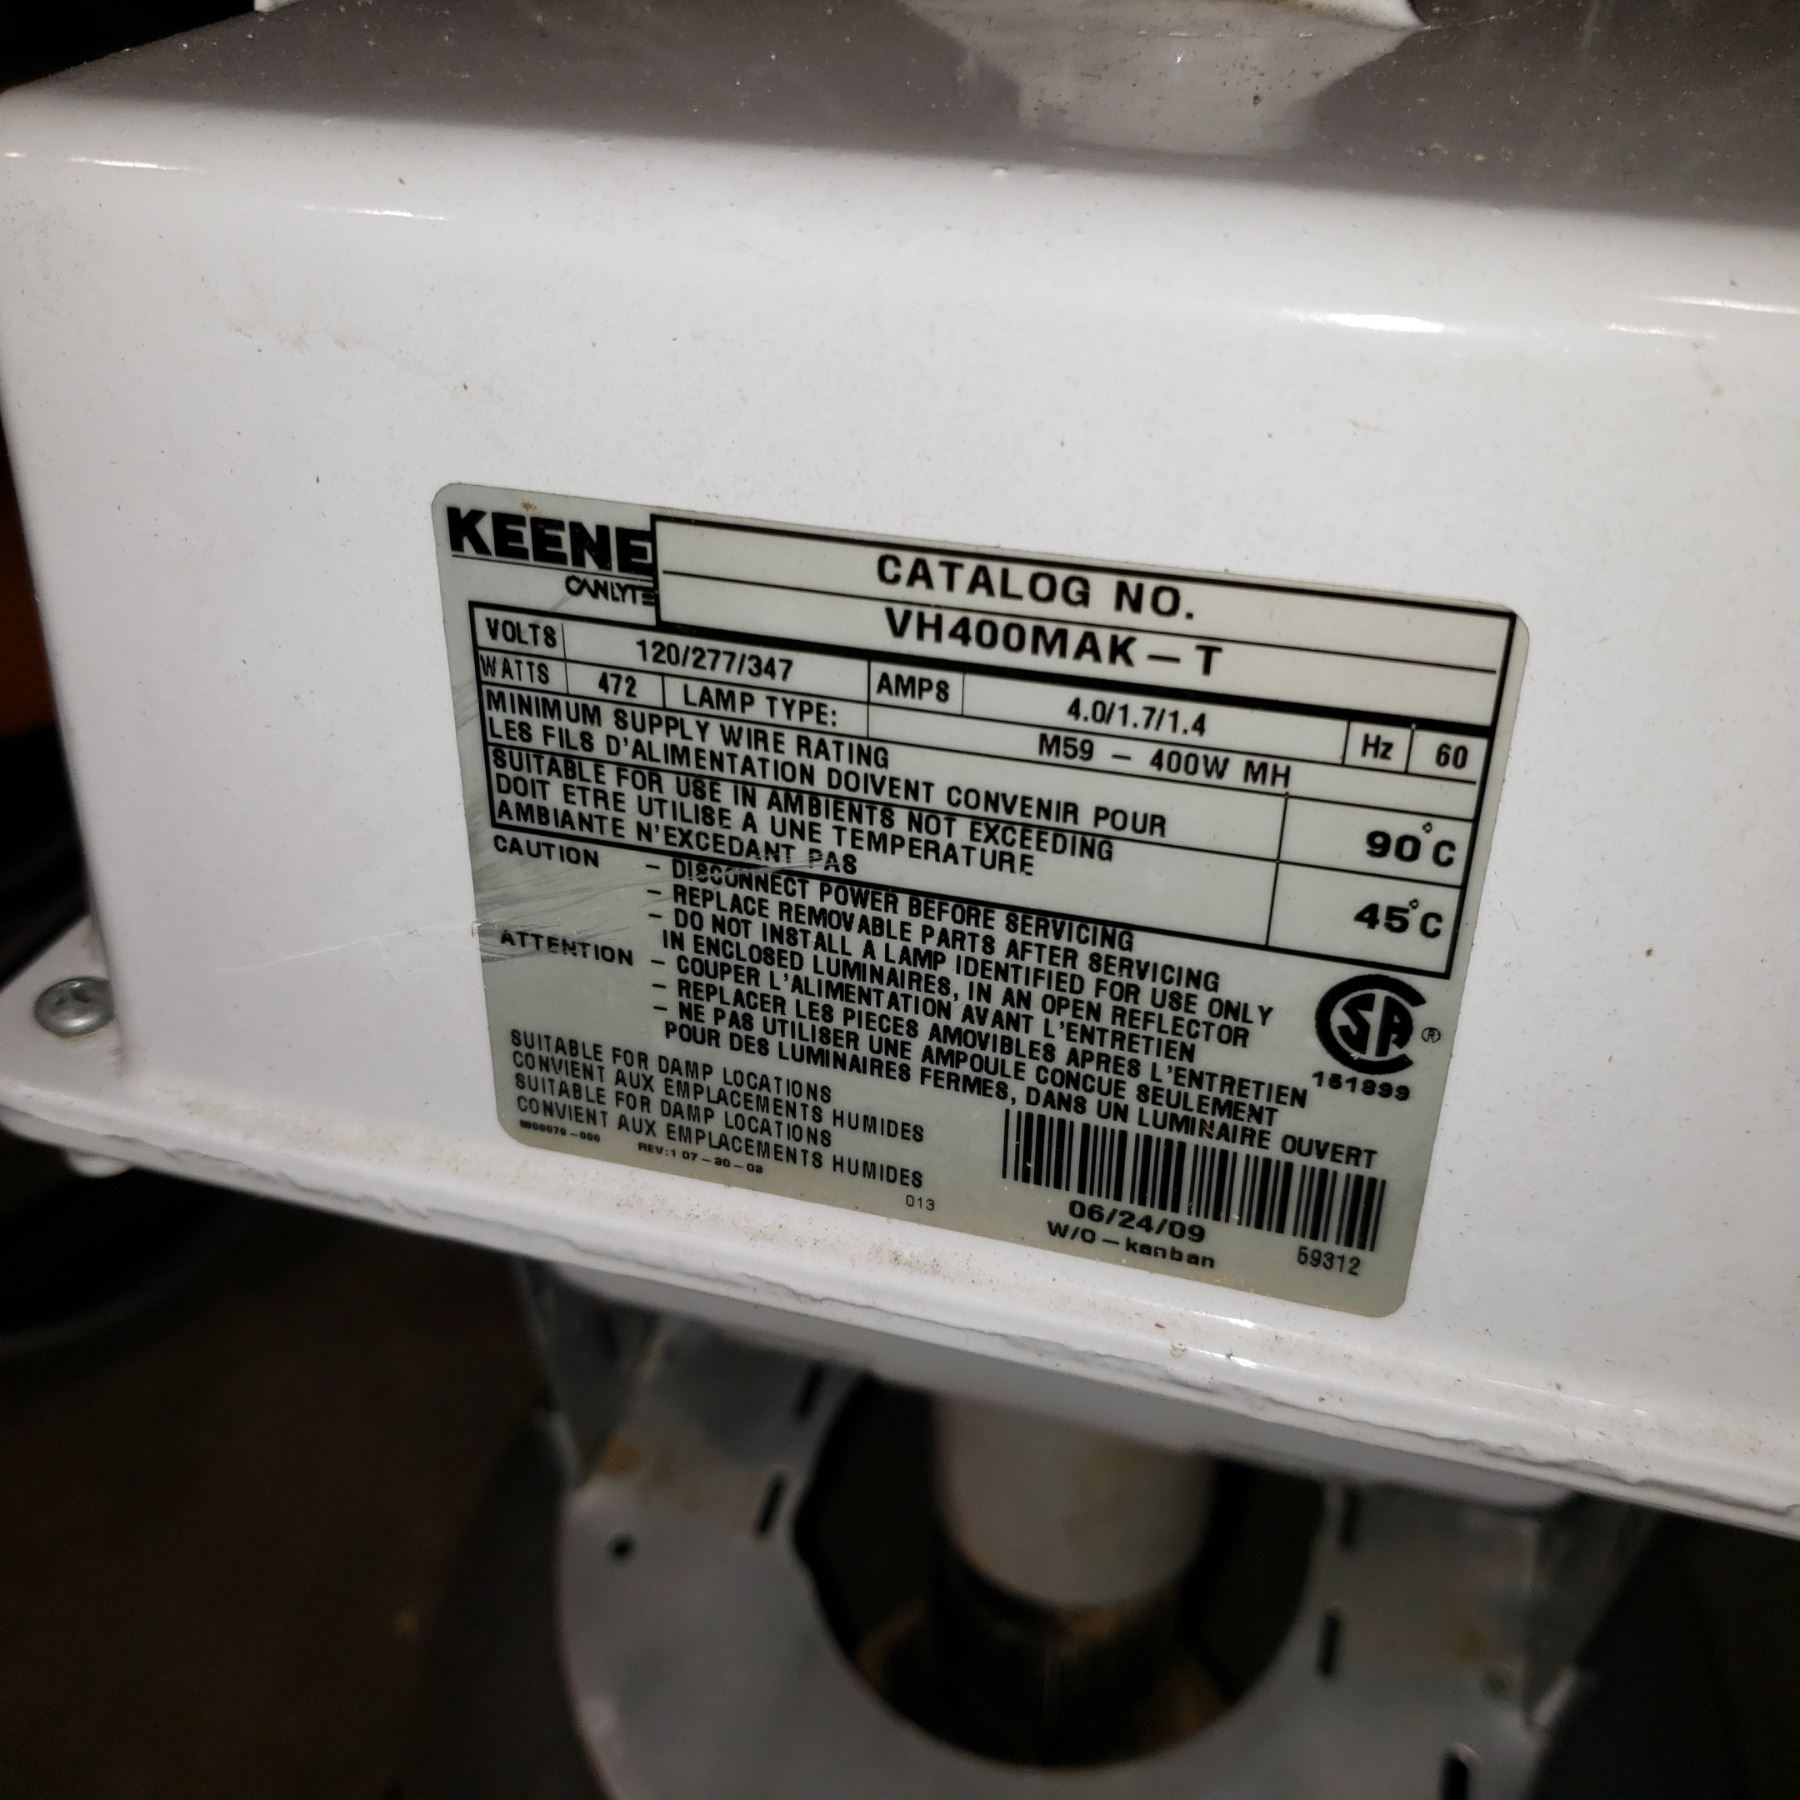 KEENE
CANLYTE
CATALOG NO.
VH400MAK – T
VOLTS 120/277/347 AMPS 4.0/1.7/1.4 Hz 60
WATTS 472 LAMP TYPE: M59 – 400W MH
MINIMUM SUPPLY WIRE RATING
LES FILS D'ALIMENTATION DOIVENT CONVENIR POUR
90°C
SUITABLE FOR USE IN AMBIENTS NOT EXCEEDING
DOIT ETRE UTILISE A UNE TEMPERATURE
AMBIANTE N'EXCEDANT PAS
45°C
CAUTION – DISCONNECT POWER BEFORE SERVICING
– REPLACE REMOVABLE PARTS AFTER SERVICING
– DO NOT INSTALL A LAMP IDENTIFIED FOR USE ONLY
IN ENCLOSED LUMINAIRES, IN AN OPEN REFLECTOR
ATTENTION – COUPER L'ALIMENTATION AVANT L'ENTRETIEN
– REPLACER LES PIECES AMOVIBLES APRES L'ENTRETIEN
– NE PAS UTILISER UNE AMPOULE CONCUE SEULEMENT
POUR DES LUMINAIRES FERMES, DANS UN LUMINAIRE OUVERT
SA ®
151899
SUITABLE FOR DAMP LOCATIONS
CONVIENT AUX EMPLACEMENTS HUMIDES
SUITABLE FOR DAMP LOCATIONS
CONVIENT AUX EMPLACEMENTS HUMIDES
REV:1 07–30–03
013
06/24/09
W/O – kanban
59312